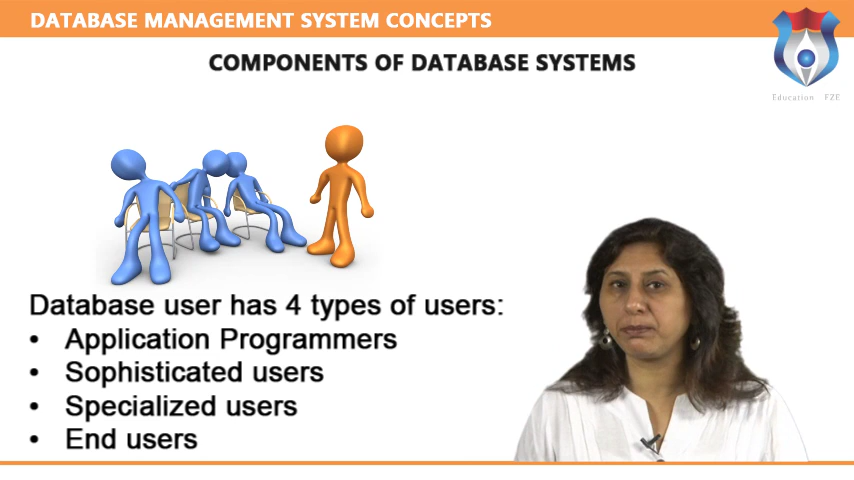 DATABASE MANAGEMENT SYSTEM CONCEPTS
COMPONENTS OF DATABASE SYSTEMS
Education FZE
Database user has 4 types of users:
• Application Programmers
• Sophisticated users
• Specialized users
• End users